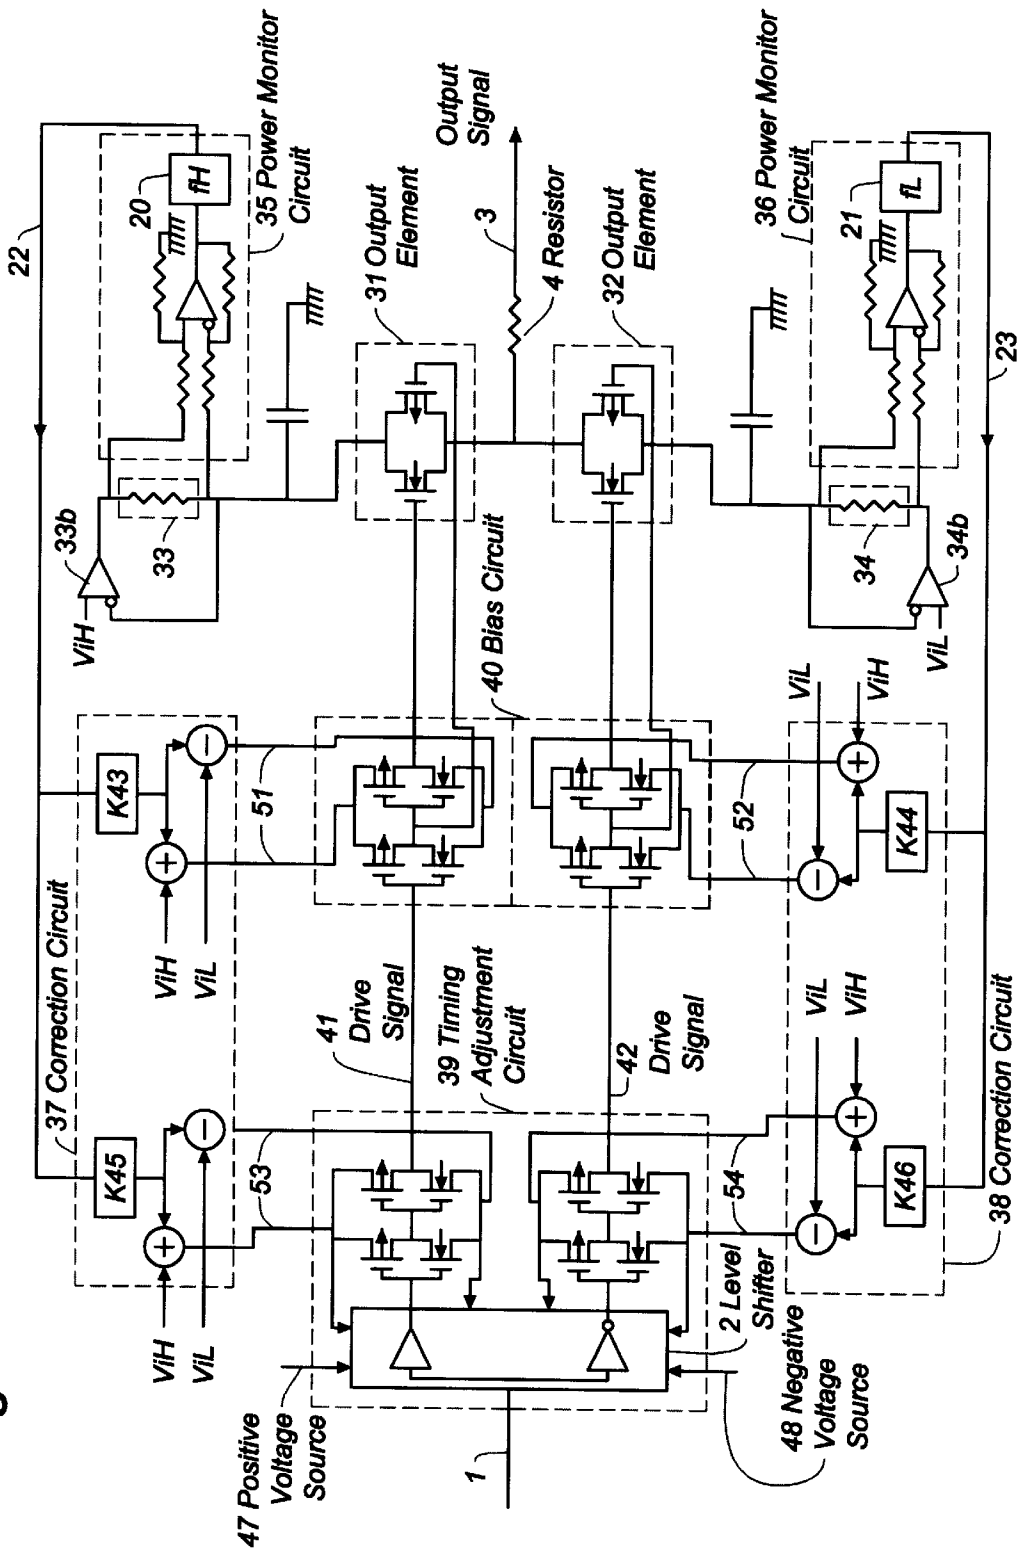 22
20
fH
35 Power Monitor
Circuit
33b
ViH
33
31 Output
Element
Output
Signal
3
4 Resistor
32 Output
Element
36 Power Monitor
Circuit
21
fL
34
34b
ViL
23
37 Correction Circuit
K43
K45
ViH
ViL
51
ViH
ViL
53
40 Bias Circuit
41
Drive
Signal
39 Timing
Adjustment
Circuit
42
Drive
Signal
ViL
ViH
52
K44
ViL
ViH
54
K46
38 Correction Circuit
2 Level
Shifter
47 Positive
Voltage
Source
1
48 Negative
Voltage
Source